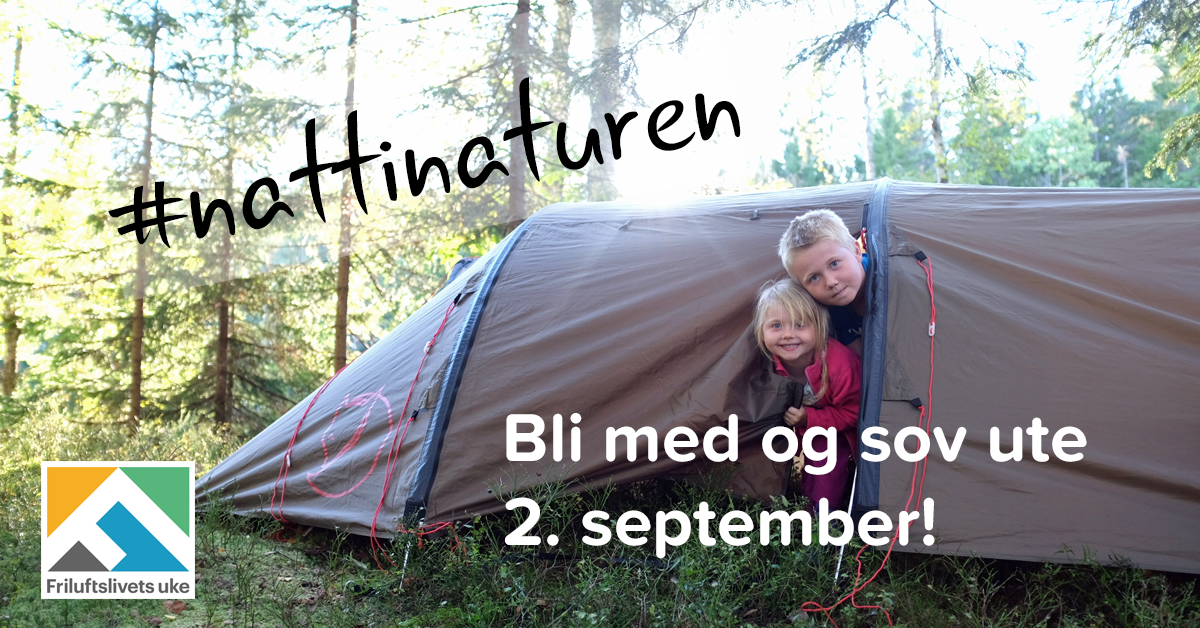 #nattinaturen
Bli med og sov ute
2. september!
Friluftslivets uke